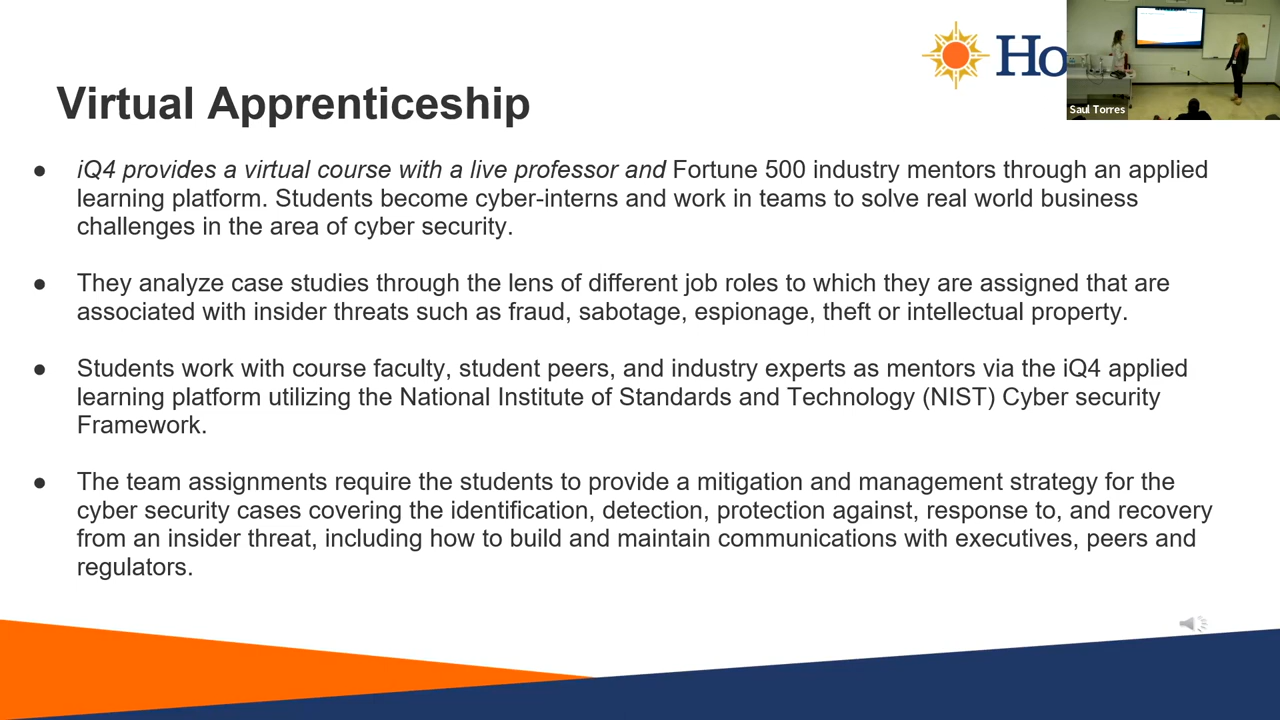 Ho
Saul Torres
Virtual Apprenticeship
● iQ4 provides a virtual course with a live professor and Fortune 500 industry mentors through an applied
learning platform. Students become cyber-interns and work in teams to solve real world business
challenges in the area of cyber security.
● They analyze case studies through the lens of different job roles to which they are assigned that are
associated with insider threats such as fraud, sabotage, espionage, theft or intellectual property.
● Students work with course faculty, student peers, and industry experts as mentors via the iQ4 applied
learning platform utilizing the National Institute of Standards and Technology (NIST) Cyber security
Framework.
● The team assignments require the students to provide a mitigation and management strategy for the
cyber security cases covering the identification, detection, protection against, response to, and recovery
from an insider threat, including how to build and maintain communications with executives, peers and
regulators.